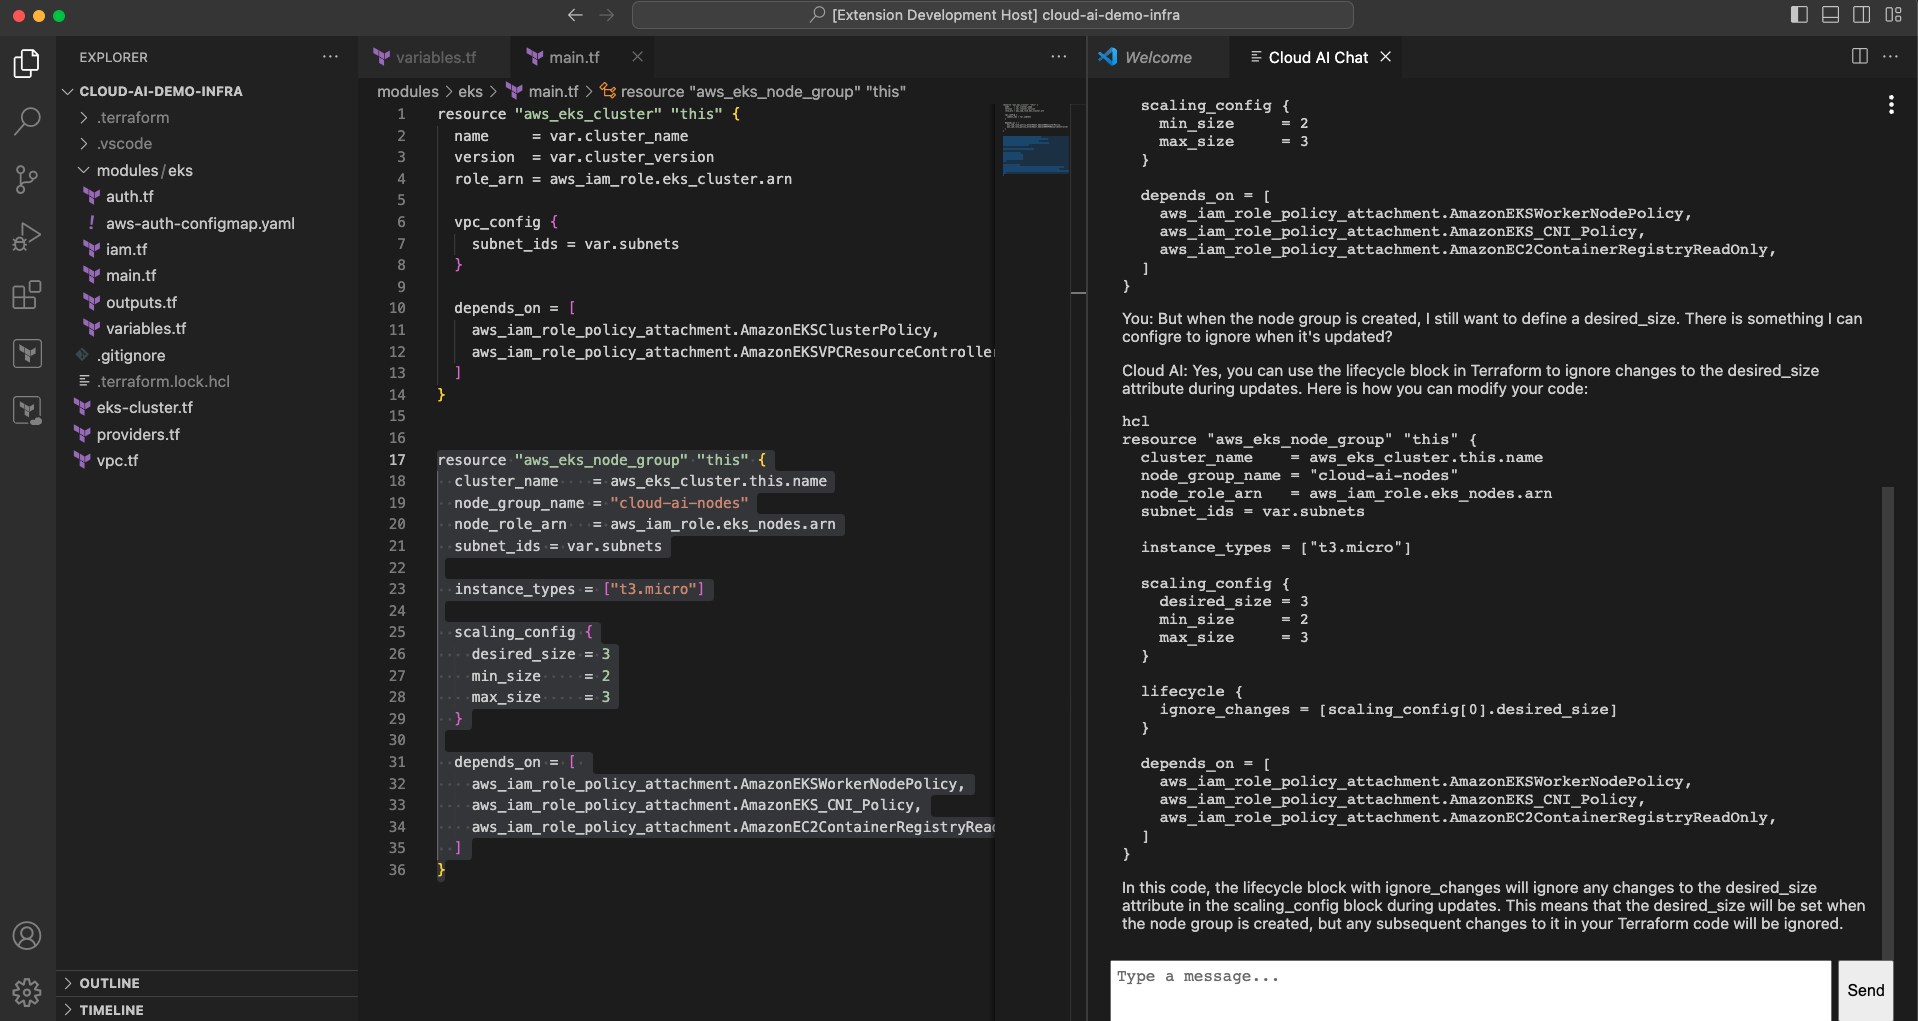 [Extension Development Host] cloud-ai-demo-infra
EXPLORER
CLOUD-AI-DEMO-INFRA
.terraform
.vscode
modules/eks
auth.tf
! aws-auth-configmap.yaml
iam.tf
main.tf
outputs.tf
variables.tf
.gitignore
.terraform.lock.hcl
eks-cluster.tf
providers.tf
vpc.tf
OUTLINE
TIMELINE
variables.tf
main.tf
modules > eks > main.tf > resource "aws_eks_node_group" "this"
1 resource "aws_eks_cluster" "this" {
2 name = var.cluster_name
3 version = var.cluster_version
4 role_arn = aws_iam_role.eks_cluster.arn
5
6 vpc_config {
7 subnet_ids = var.subnets
8 }
9
10 depends_on = [
11 aws_iam_role_policy_attachment.AmazonEKSClusterPolicy,
12 aws_iam_role_policy_attachment.AmazonEKSVPCResourceController
13 ]
14 }
15
16
17 resource "aws_eks_node_group" "this" {
18 cluster_name = aws_eks_cluster.this.name
19 node_group_name = "cloud-ai-nodes"
20 node_role_arn = aws_iam_role.eks_nodes.arn
21 subnet_ids = var.subnets
22
23 instance_types = ["t3.micro"]
24
25 scaling_config {
26 desired_size = 3
27 min_size = 2
28 max_size = 3
29 }
30
31 depends_on = [
32 aws_iam_role_policy_attachment.AmazonEKSWorkerNodePolicy,
33 aws_iam_role_policy_attachment.AmazonEKS_CNI_Policy,
34 aws_iam_role_policy_attachment.AmazonEC2ContainerRegistryRead
35 ]
36 }
Welcome
Cloud AI Chat
scaling_config {
min_size = 2
max_size = 3
}
depends_on = [
aws_iam_role_policy_attachment.AmazonEKSWorkerNodePolicy,
aws_iam_role_policy_attachment.AmazonEKS_CNI_Policy,
aws_iam_role_policy_attachment.AmazonEC2ContainerRegistryReadOnly,
]
}
You: But when the node group is created, I still want to define a desired_size. There is something I can
configre to ignore when it's updated?
Cloud AI: Yes, you can use the lifecycle block in Terraform to ignore changes to the desired_size
attribute during updates. Here is how you can modify your code:
hcl
resource "aws_eks_node_group" "this" {
cluster_name = aws_eks_cluster.this.name
node_group_name = "cloud-ai-nodes"
node_role_arn = aws_iam_role.eks_nodes.arn
subnet_ids = var.subnets
instance_types = ["t3.micro"]
scaling_config {
desired_size = 3
min_size = 2
max_size = 3
}
lifecycle {
ignore_changes = [scaling_config[0].desired_size]
}
depends_on = [
aws_iam_role_policy_attachment.AmazonEKSWorkerNodePolicy,
aws_iam_role_policy_attachment.AmazonEKS_CNI_Policy,
aws_iam_role_policy_attachment.AmazonEC2ContainerRegistryReadOnly,
]
}
In this code, the lifecycle block with ignore_changes will ignore any changes to the desired_size
attribute in the scaling_config block during updates. This means that the desired_size will be set when
the node group is created, but any subsequent changes to it in your Terraform code will be ignored.
Type a message...
Send